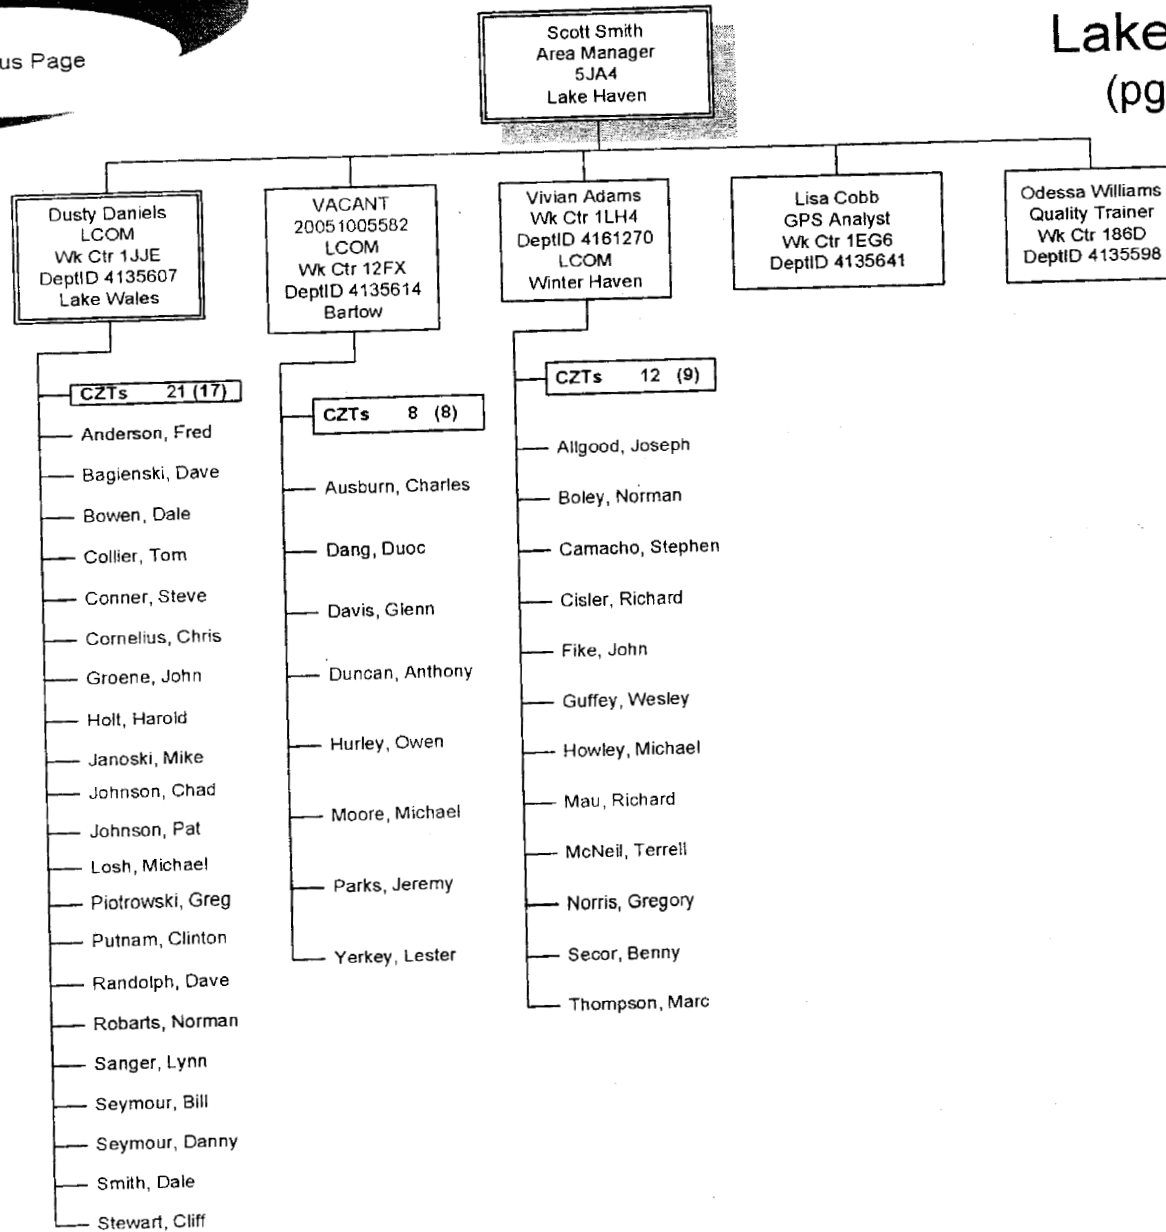 us Page
Lake
(pg
Scott Smith
Area Manager
5JA4
Lake Haven
Dusty Daniels
LCOM
Wk Ctr 1JJE
DeptID 4135607
Lake Wales
VACANT
20051005582
LCOM
Wk Ctr 12FX
DeptID 4135614
Bartow
Vivian Adams
Wk Ctr 1LH4
DeptID 4161270
LCOM
Winter Haven
Lisa Cobb
GPS Analyst
Wk Ctr 1EG6
DeptID 4135641
Odessa Williams
Quality Trainer
Wk Ctr 186D
DeptID 4135598
CZTs 21 (17)
Anderson, Fred
Bagienski, Dave
Bowen, Dale
Collier, Tom
Conner, Steve
Cornelius, Chris
Groene, John
Holt, Harold
Janoski, Mike
Johnson, Chad
Johnson, Pat
Losh, Michael
Piotrowski, Greg
Putnam, Clinton
Randolph, Dave
Robarts, Norman
Sanger, Lynn
Seymour, Bill
Seymour, Danny
Smith, Dale
Stewart, Cliff
CZTs 8 (8)
Ausburn, Charles
Dang, Duoc
Davis, Glenn
Duncan, Anthony
Hurley, Owen
Moore, Michael
Parks, Jeremy
Yerkey, Lester
CZTs 12 (9)
Allgood, Joseph
Boley, Norman
Camacho, Stephen
Cisler, Richard
Fike, John
Guffey, Wesley
Howley, Michael
Mau, Richard
McNeil, Terrell
Norris, Gregory
Secor, Benny
Thompson, Marc